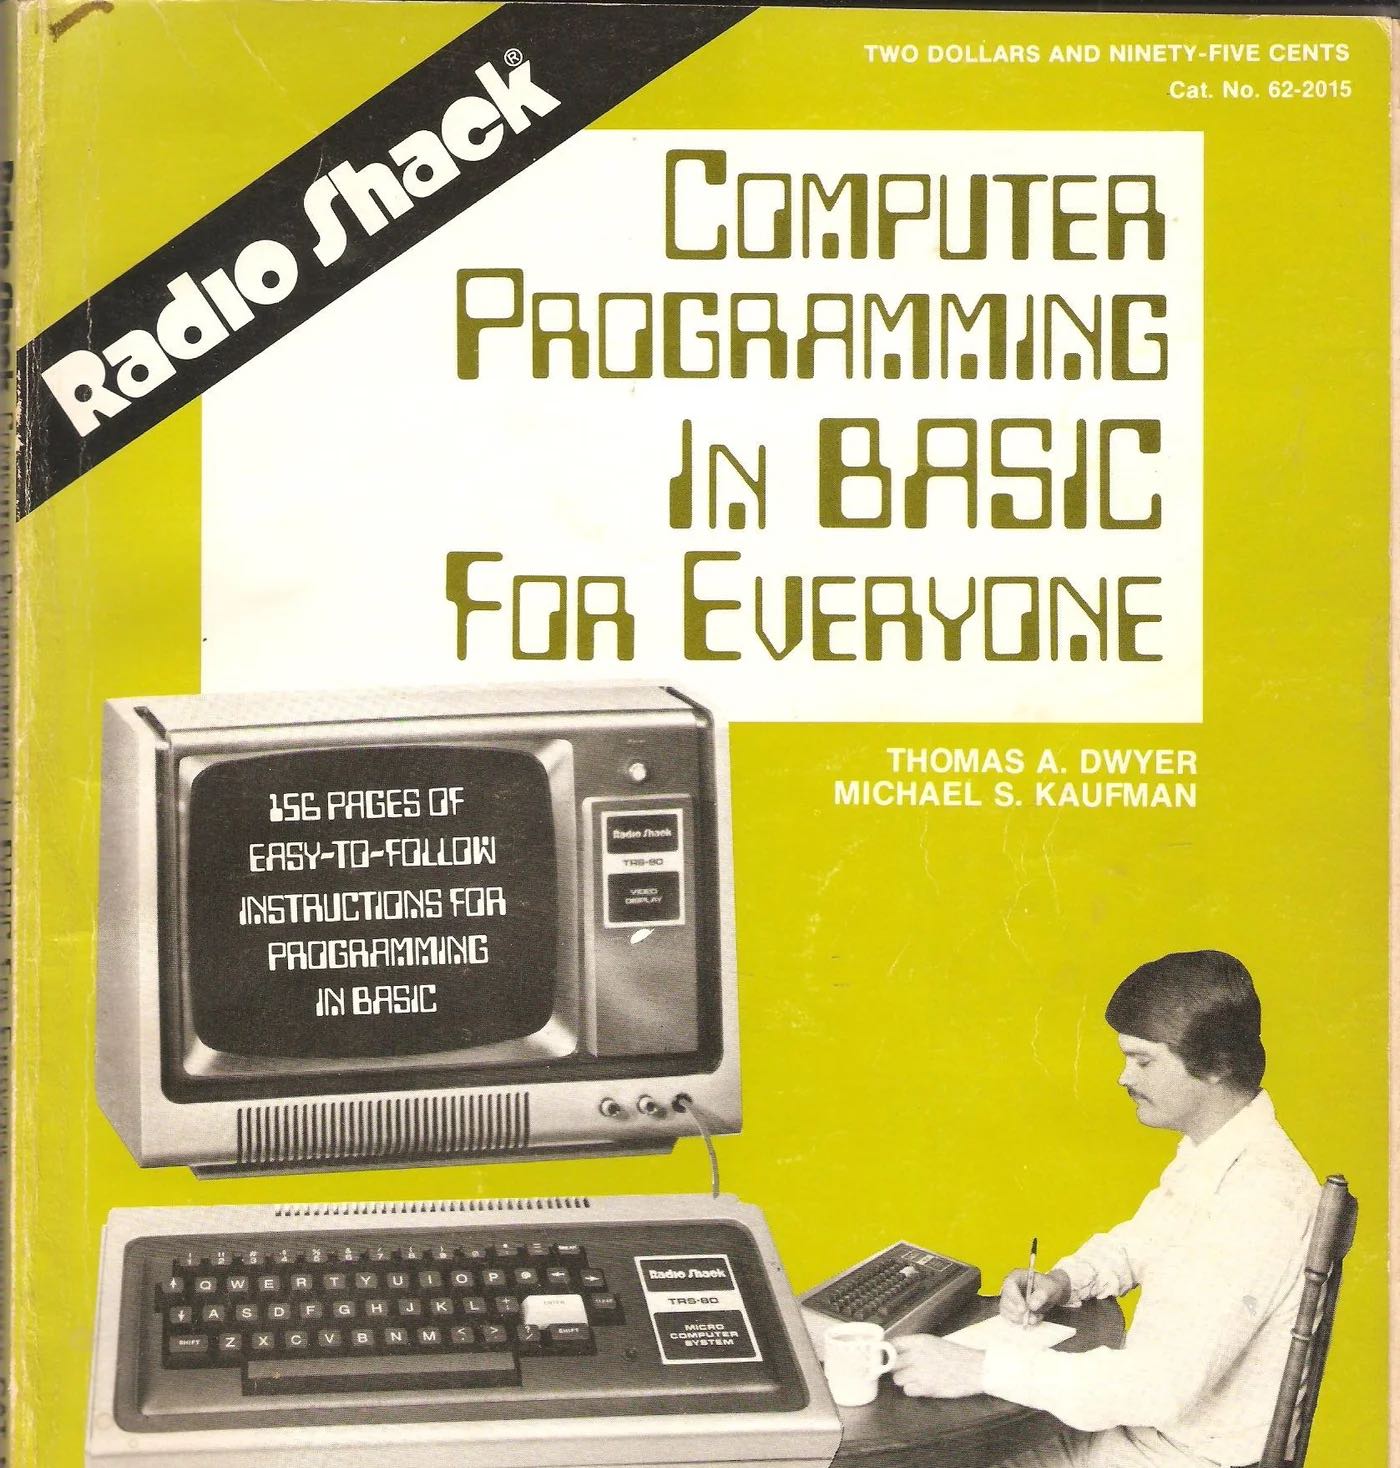 Radio Shack®
TWO DOLLARS AND NINETY-FIVE CENTS
Cat. No. 62-2015
COMPUTER
PROGRAMMING
IN BASIC
FOR EVERYONE
THOMAS A. DWYER
MICHAEL S. KAUFMAN
156 PAGES OF
EASY-TO-FOLLOW
INSTRUCTIONS FOR
PROGRAMMING
IN BASIC
Radio Shack
TRS-80
VIDEO
DISPLAY
Q W E R T Y U I O P @
A S D F G H J K L
ENTER
SHIFT Z X C V B N M < > ? SHIFT
Radio Shack
TRS-80
MICRO
COMPUTER
SYSTEM